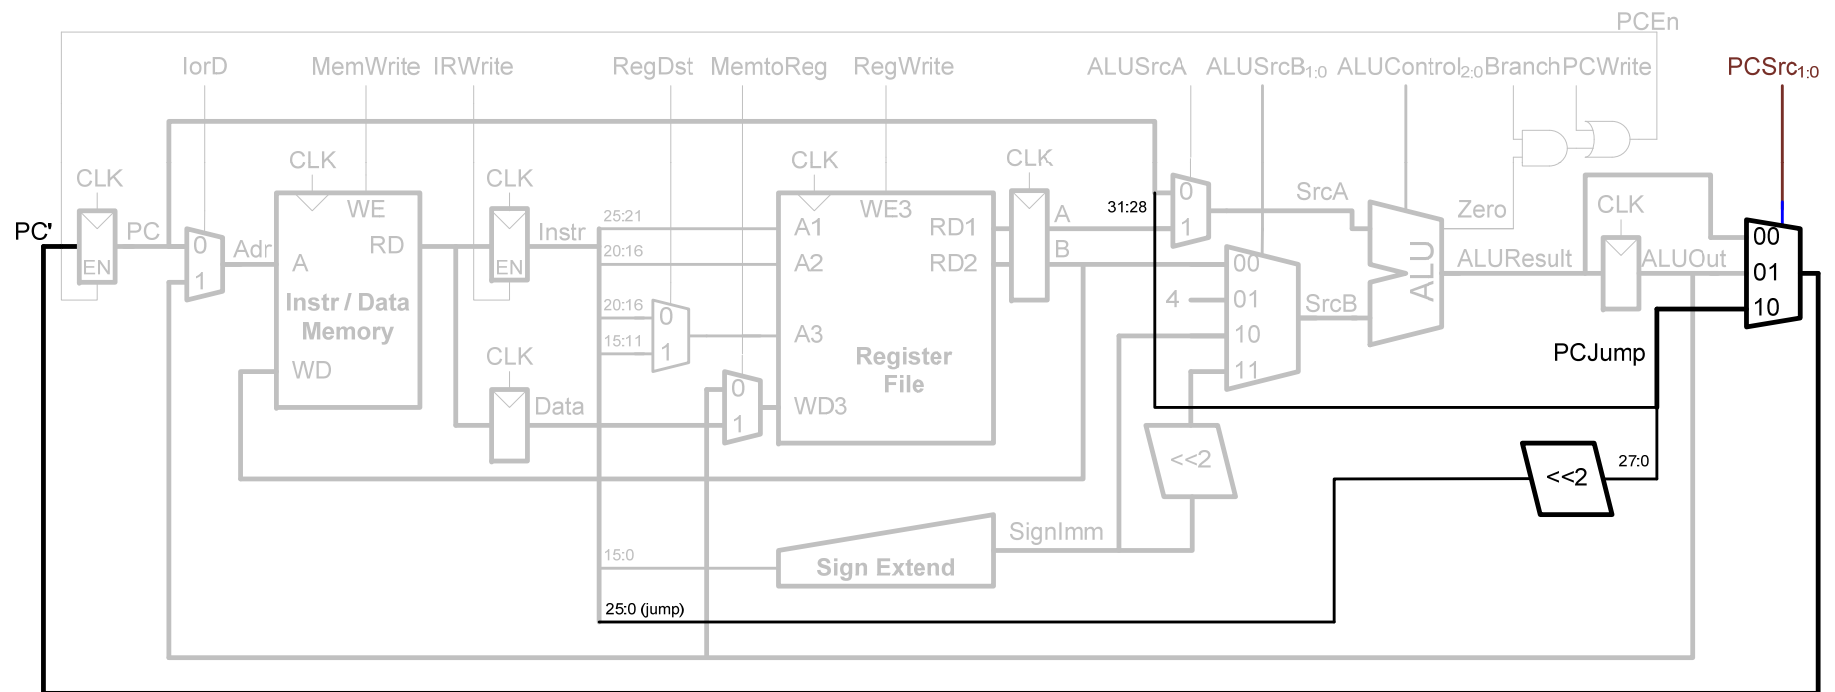 PCEn
IorD MemWrite IRWrite RegDst MemtoReg RegWrite ALUSrcA ALUSrcB1:0 ALUControl2:0 Branch PCWrite PCSrc1:0
CLK CLK CLK CLK CLK CLK
PC' EN PC 0 1 Adr
WE A RD Instr / Data Memory WD
EN Instr
CLK Data
25:21
20:16
20:16
15:11
0 1
0 1
A1 A2 A3 WD3 WE3 RD1 RD2 Register File
A
B
31:28
0 1
SrcA
4
00 01 10 11
SrcB
ALU
Zero
ALUResult
CLK
ALUOut
00 01 10
PCJump
<<2
<<2
27:0
SignImm
15:0
Sign Extend
25:0 (jump)